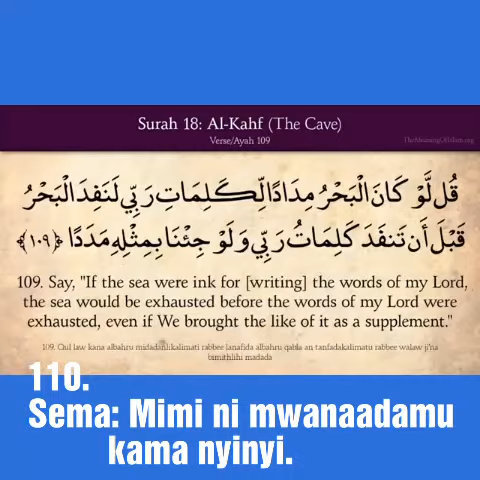 Surah 18: Al-Kahf (The Cave)
Verse/Ayah 109
TheMeaningOfIslam.org
قُل لَّوْ كَانَ الْبَحْرُ مِدَادًا لِّكَلِمَاتِ رَبِّي لَنَفِدَ الْبَحْرُ
قَبْلَ أَن تَنفَدَ كَلِمَاتُ رَبِّي وَلَوْ جِئْنَا بِمِثْلِهِ مَدَدًا ﴿١٠٩﴾
109. Say, "If the sea were ink for [writing] the words of my Lord,
the sea would be exhausted before the words of my Lord were
exhausted, even if We brought the like of it as a supplement."
109. Qul law kana albahru midadanlikalimati rabbee lanafida albahru qabla an tanfadakalimatu rabbee walaw ji'na
bimithlihi madada
110.
Sema: Mimi ni mwanaadamu
kama nyinyi.